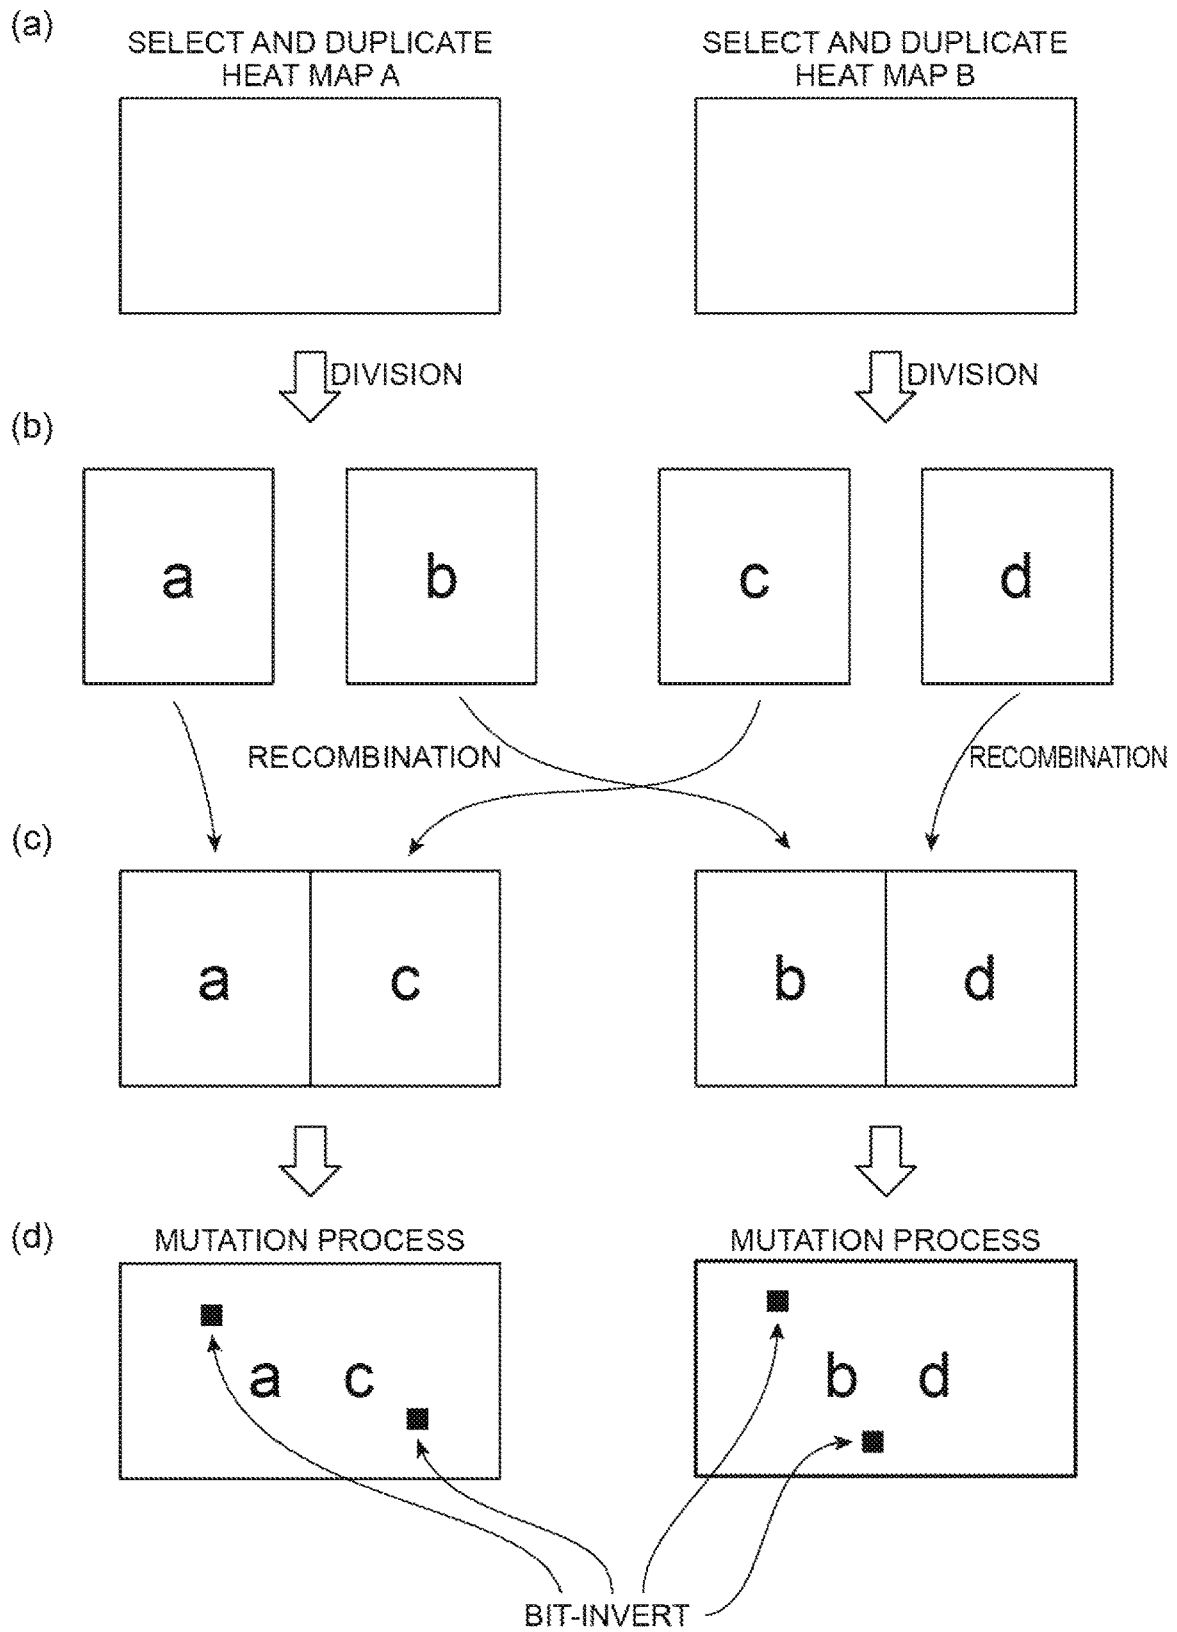 (a)
SELECT AND DUPLICATE
HEAT MAP A
SELECT AND DUPLICATE
HEAT MAP B
DIVISION
DIVISION
(b)
a
b
c
d
RECOMBINATION
RECOMBINATION
(c)
a
c
b
d
(d)
MUTATION PROCESS
MUTATION PROCESS
a
c
b
d
BIT-INVERT